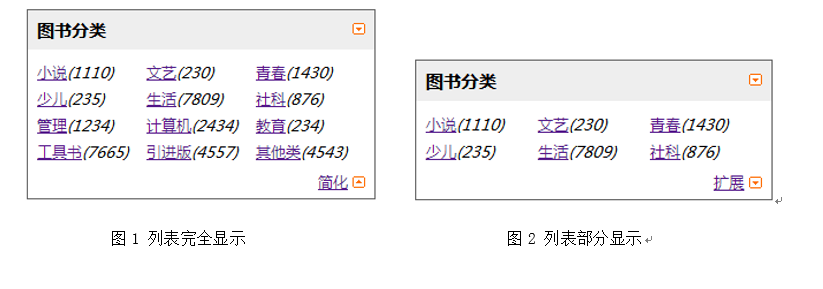 图书分类
小说(1110) 文艺(230) 青春(1430)
少儿(235) 生活(7809) 社科(876)
管理(1234) 计算机(2434) 教育(234)
工具书(7665) 引进版(4557) 其他类(4543)
简化
图1 列表完全显示
图书分类
小说(1110) 文艺(230) 青春(1430)
少儿(235) 生活(7809) 社科(876)
扩展
图2 列表部分显示